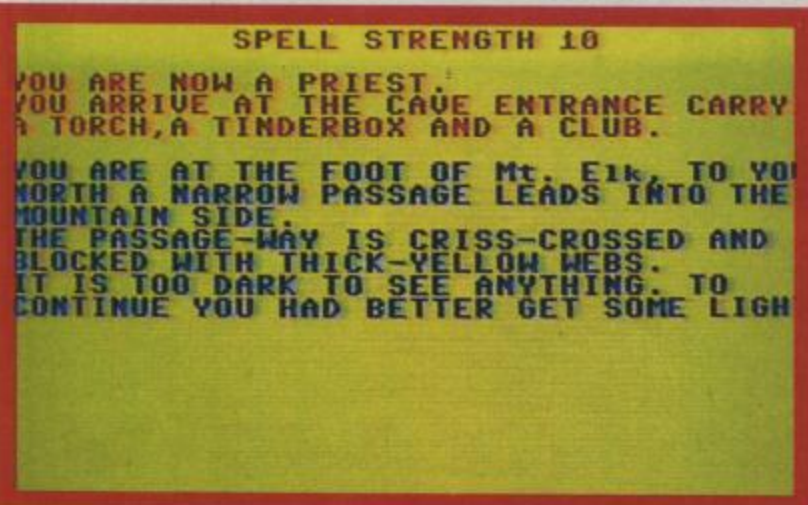 SPELL STRENGTH 10
YOU ARE NOW A PRIEST.
YOU ARRIVE AT THE CAVE ENTRANCE CARRY
A TORCH,A TINDERBOX AND A CLUB.
YOU ARE AT THE FOOT OF Mt. Elk, TO YOU
NORTH A NARROW PASSAGE LEADS INTO THE
MOUNTAIN SIDE.
THE PASSAGE-WAY IS CRISS-CROSSED AND
BLOCKED WITH THICK-YELLOW WEBS.
IT IS TOO DARK TO SEE ANYTHING. TO
CONTINUE YOU HAD BETTER GET SOME LIGH